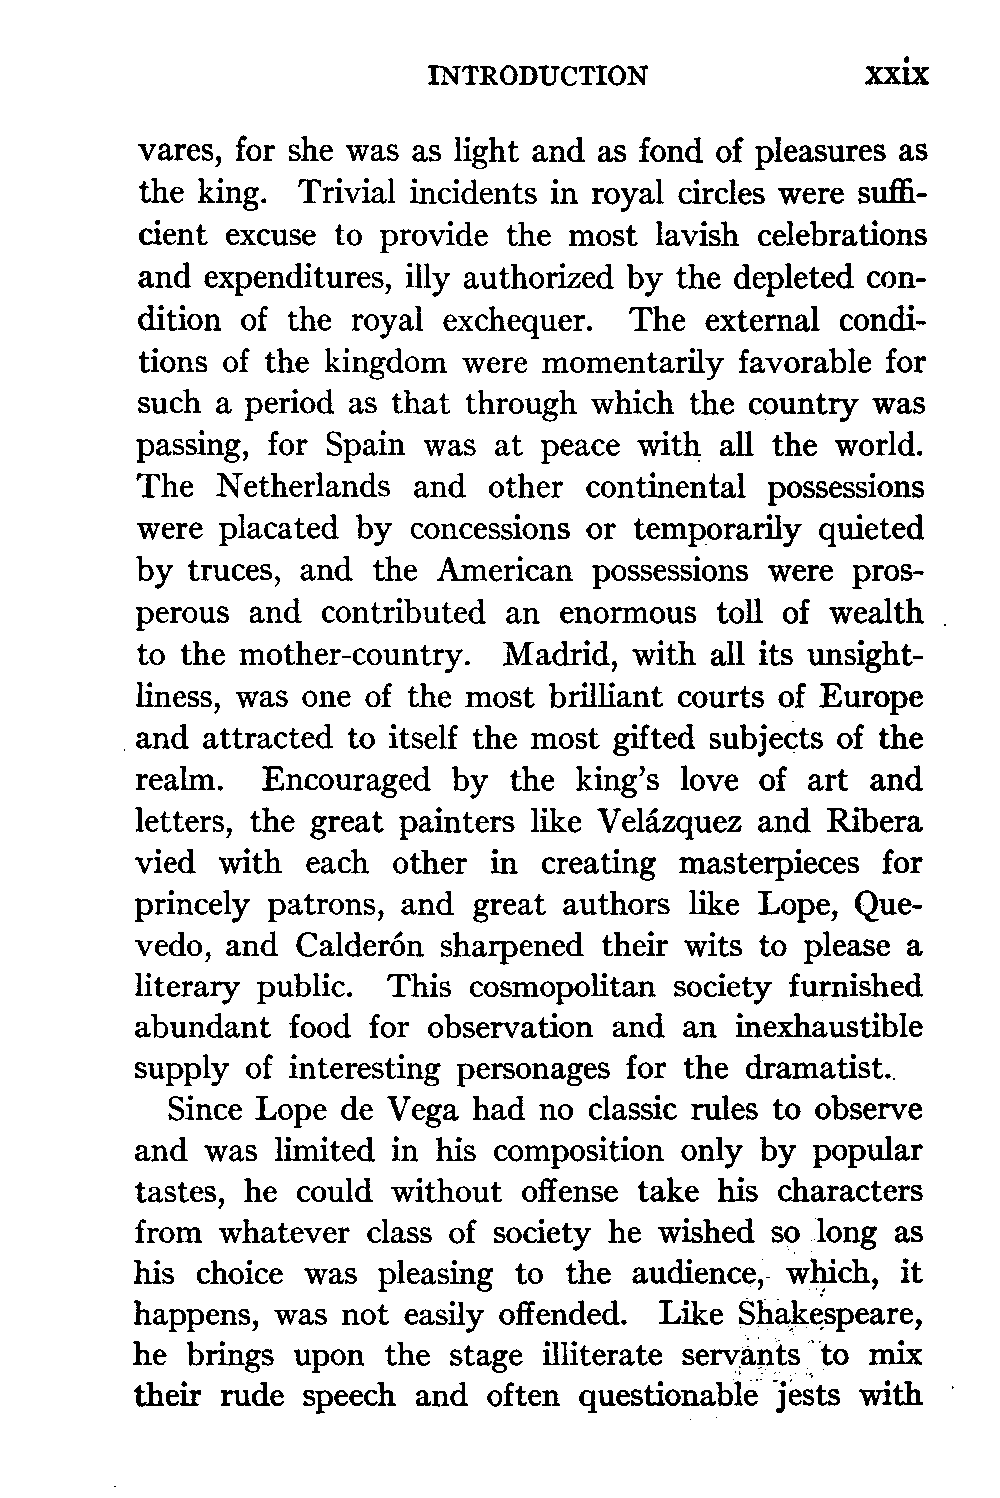 INTRODUCTION xxix
vares, for she was as light and as fond of pleasures as
the king. Trivial incidents in royal circles were suffi-
cient excuse to provide the most lavish celebrations
and expenditures, illy authorized by the depleted con-
dition of the royal exchequer. The external condi-
tions of the kingdom were momentarily favorable for
such a period as that through which the country was
passing, for Spain was at peace with all the world.
The Netherlands and other continental possessions
were placated by concessions or temporarily quieted
by truces, and the American possessions were pros-
perous and contributed an enormous toll of wealth
to the mother-country. Madrid, with all its unsight-
liness, was one of the most brilliant courts of Europe
and attracted to itself the most gifted subjects of the
realm. Encouraged by the king's love of art and
letters, the great painters like Velázquez and Ribera
vied with each other in creating masterpieces for
princely patrons, and great authors like Lope, Que-
vedo, and Calderón sharpened their wits to please a
literary public. This cosmopolitan society furnished
abundant food for observation and an inexhaustible
supply of interesting personages for the dramatist.
Since Lope de Vega had no classic rules to observe
and was limited in his composition only by popular
tastes, he could without offense take his characters
from whatever class of society he wished so long as
his choice was pleasing to the audience, which, it
happens, was not easily offended. Like Shakespeare,
he brings upon the stage illiterate servants to mix
their rude speech and often questionable jests with